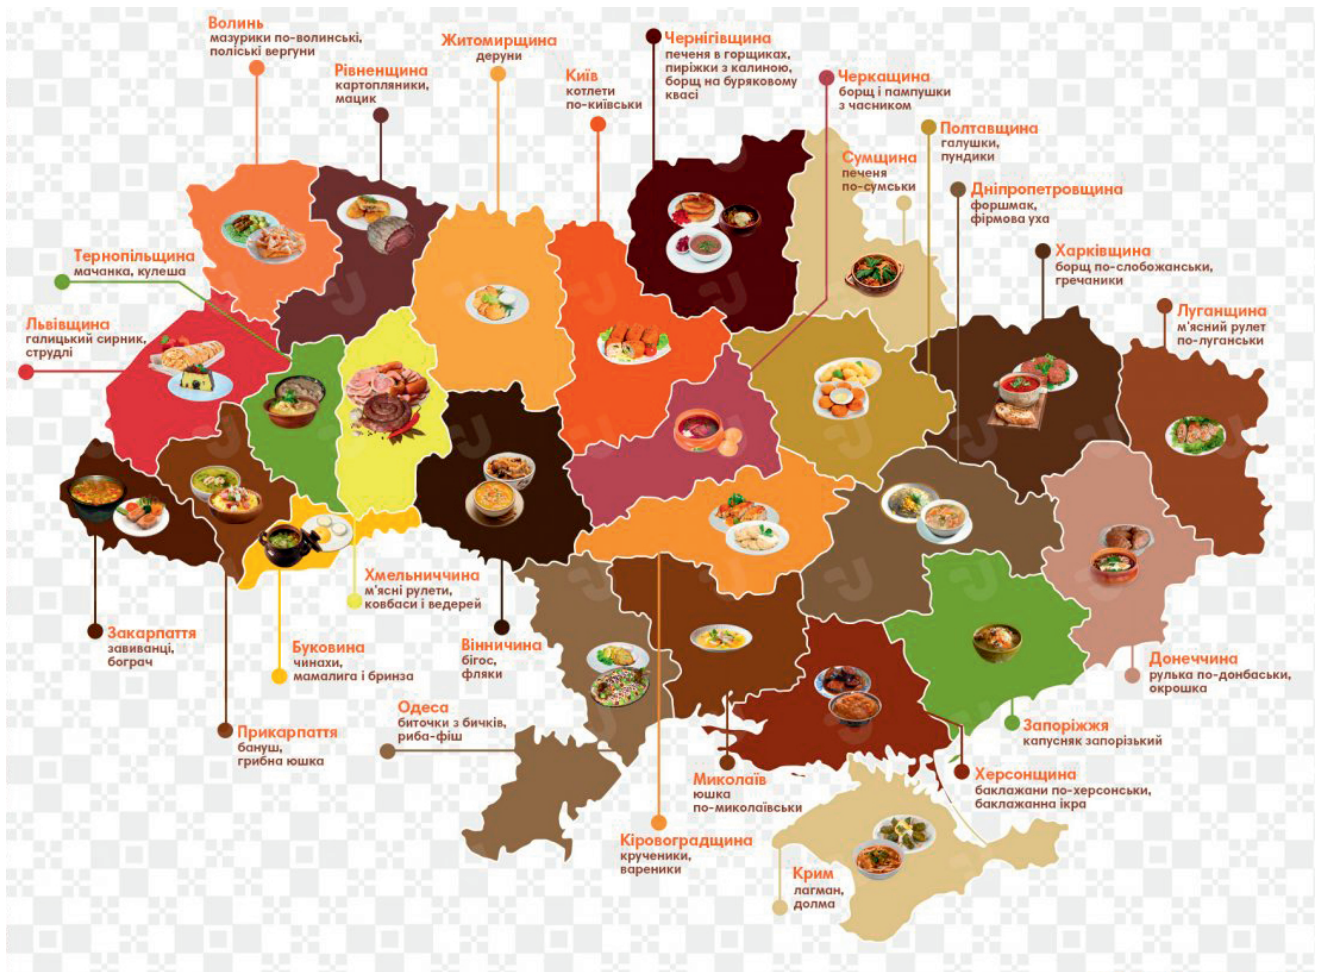 Волинь
мазурики по-волинські,
поліські вергуни
Рівненщина
картопляники,
мацик
Житомирщина
деруни
Київ
котлети
по-київськи
Чернігівщина
печеня в горщиках,
пиріжки з калиною,
борщ на буряковому
квасі
Черкащина
борщ і пампушки
з часником
Полтавщина
галушки,
пундики
Сумщина
печеня
по-сумськи
Дніпропетровщина
форшмак,
фірмова уха
Харківщина
борщ по-слобожанськи,
гречаники
Луганщина
м'ясний рулет
по-луганськи
Тернопільщина
мачанка, кулеша
Львівщина
галицький сирник,
струдлі
Закарпаття
завиванці,
бограч
Прикарпаття
бануш,
грибна юшка
Буковина
чинахи,
мамалига і бринза
Хмельниччина
м'ясні рулети,
ковбаси і ведерей
Вінничина
бігос,
фляки
Одеса
биточки з бичків,
риба-фіш
Миколаїв
юшка
по-миколаївськи
Кіровоградщина
крученики,
вареники
Крим
лагман,
долма
Херсонщина
баклажани по-херсонськи,
баклажанна ікра
Запоріжжя
капусняк запорізький
Донеччина
рулька по-донбаськи,
окрошка